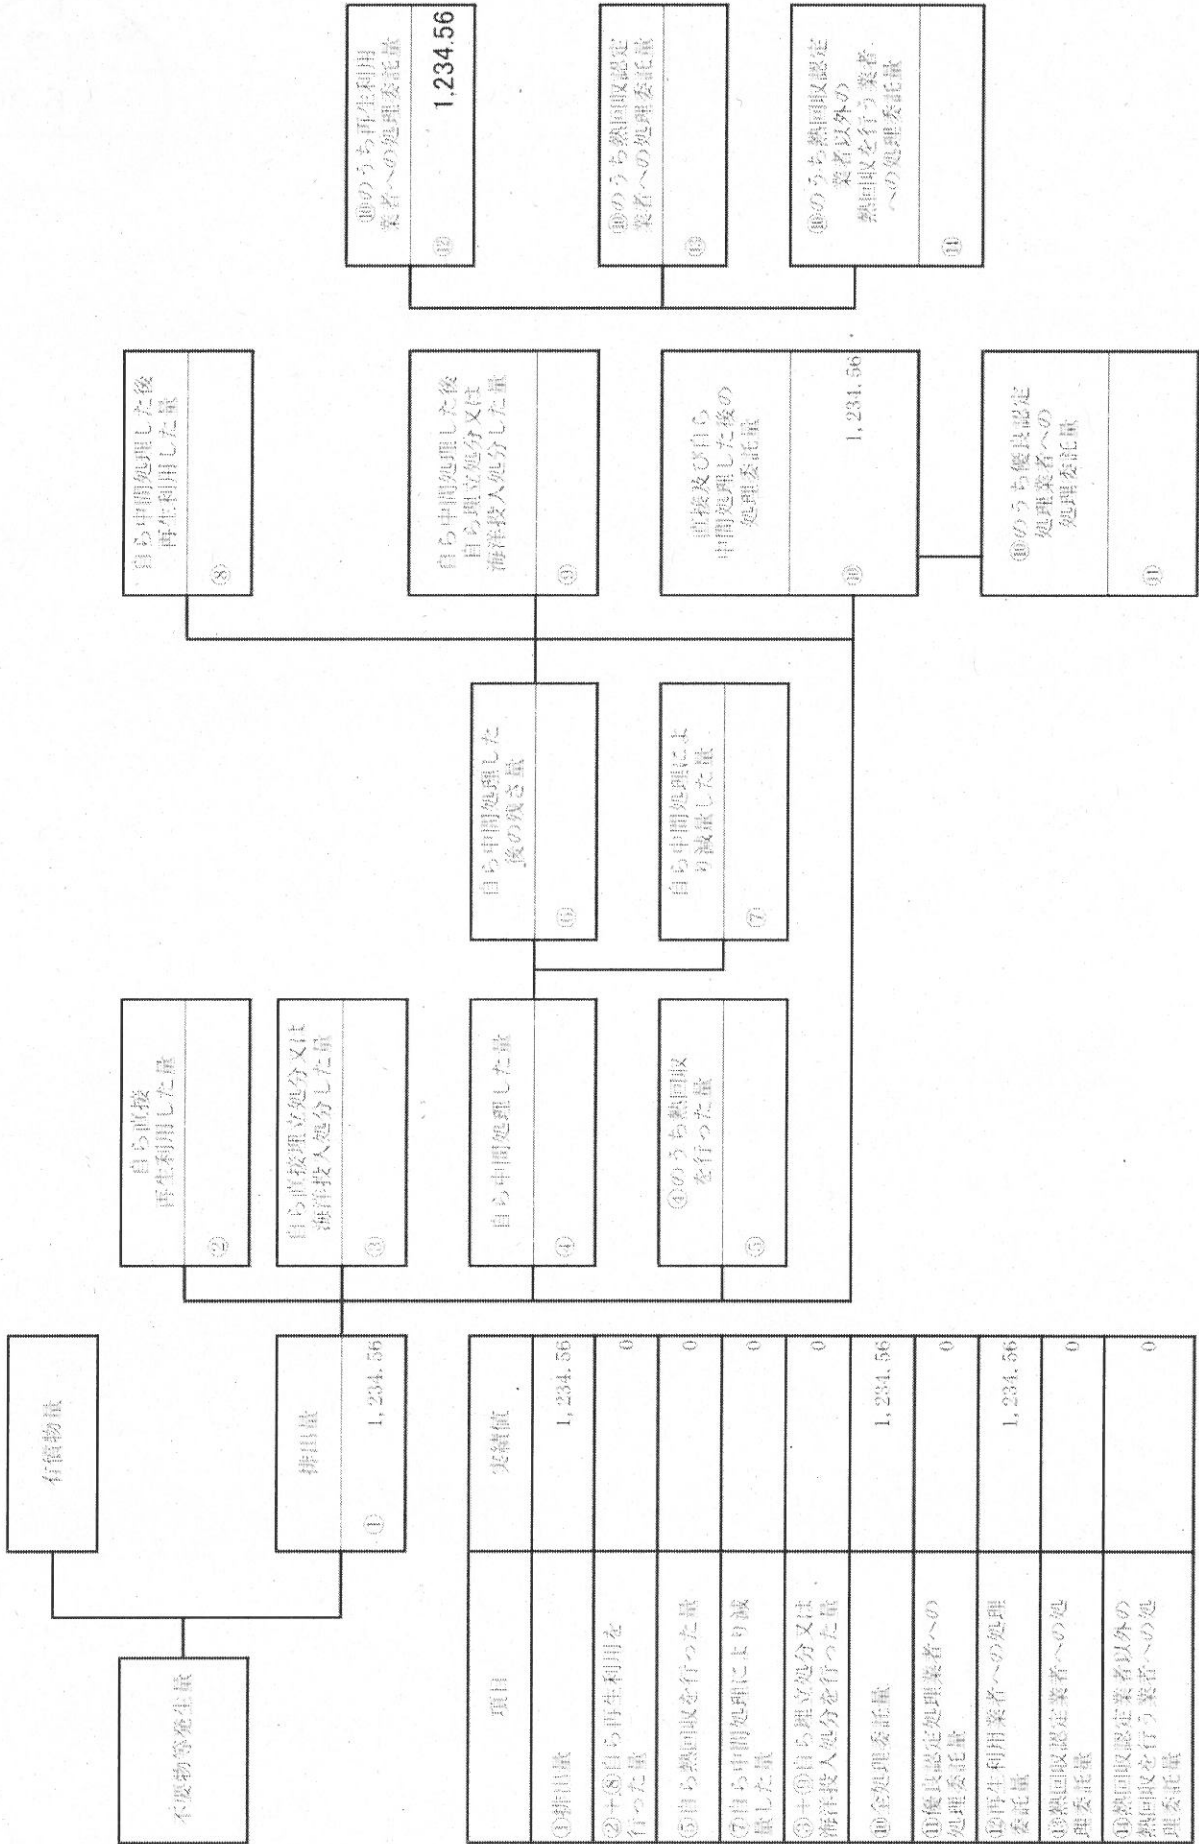 不要物等発生量
有償物量
排出量
① 1,234.56
自ら直接
再生利用した量
②
自ら直接埋立処分又は
海洋投入処分した量
③
自ら中間処理した量
④
④のうち熱回収
を行った量
⑤
自ら中間処理した
後の残さ量
⑥
自ら中間処理によ
り減量した量
⑦
自ら中間処理した後
再生利用した量
⑧
自ら中間処理した後
自ら埋立処分又は
海洋投入処分した量
⑨
直接及び自ら
中間処理した後の
処理委託量
⑩ 1,234.56
⑩のうち優良認定
処理業者への
処理委託量
⑪
⑩のうち再生利用
業者への処理委託量
⑫ 1,234.56
⑩のうち熱回収認定
業者への処理委託量
⑬
⑩のうち熱回収認定
業者以外の
熱回収を行う業者
への処理委託量
⑭
項目 実績値
①排出量 1,234.56
②+⑧自ら再生利用を
行った量 0
⑤自ら熱回収を行った量 0
⑦自ら中間処理により減
量した量 0
③+⑨自ら埋立処分又は
海洋投入処分を行った量 0
⑩全処理委託量 1,234.56
⑪優良認定処理業者への
処理委託量 0
⑫再生利用業者への処理
委託量 1,234.56
⑬熱回収認定業者への処
理委託量 0
⑭熱回収認定業者以外の
熱回収を行う業者への処
理委託量 0